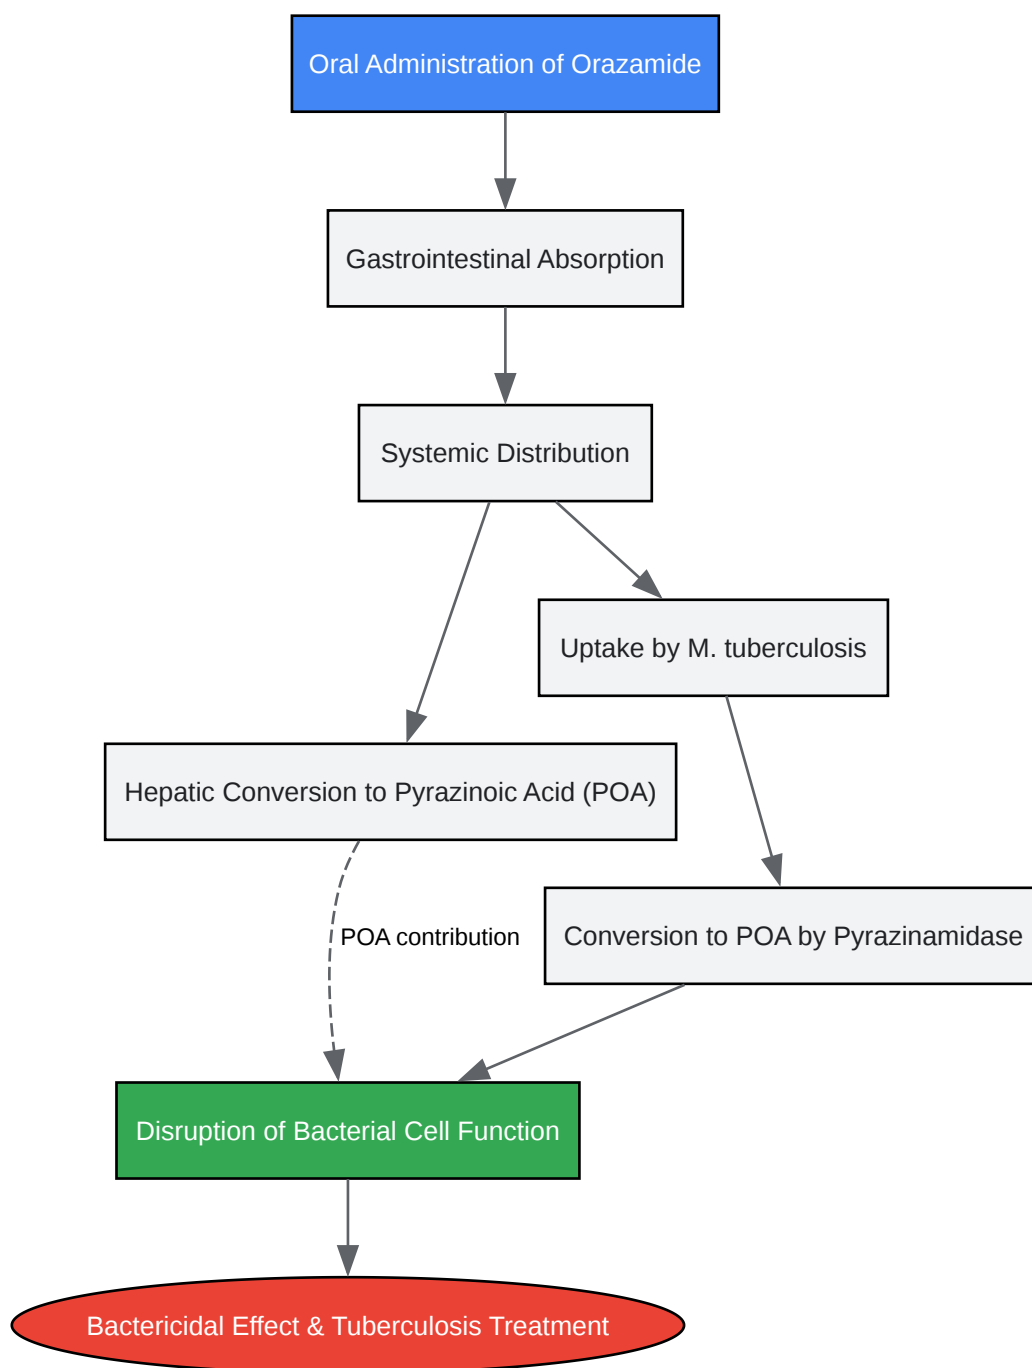 Oral Administration of Orazamide
Gastrointestinal Absorption
Systemic Distribution
Uptake by M. tuberculosis
Hepatic Conversion to Pyrazinoic Acid (POA)
POA contribution
Conversion to POA by Pyrazinamidase
Disruption of Bacterial Cell Function
Bactericidal Effect & Tuberculosis Treatment